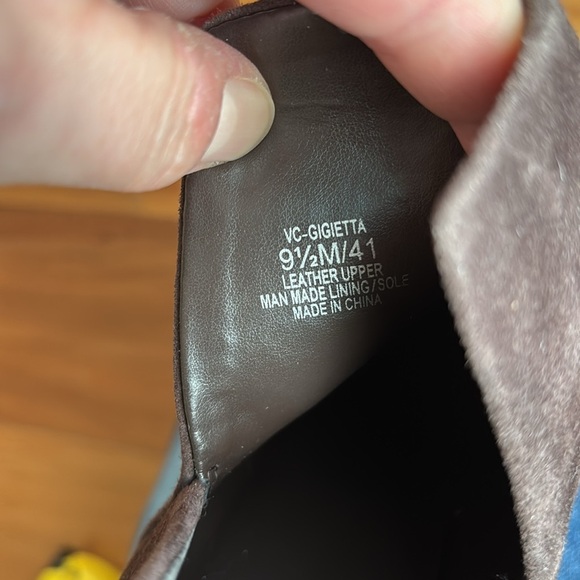 VC-GIGIETTA
9½M/41
LEATHER UPPER
MAN MADE LINING/SOLE
MADE IN CHINA